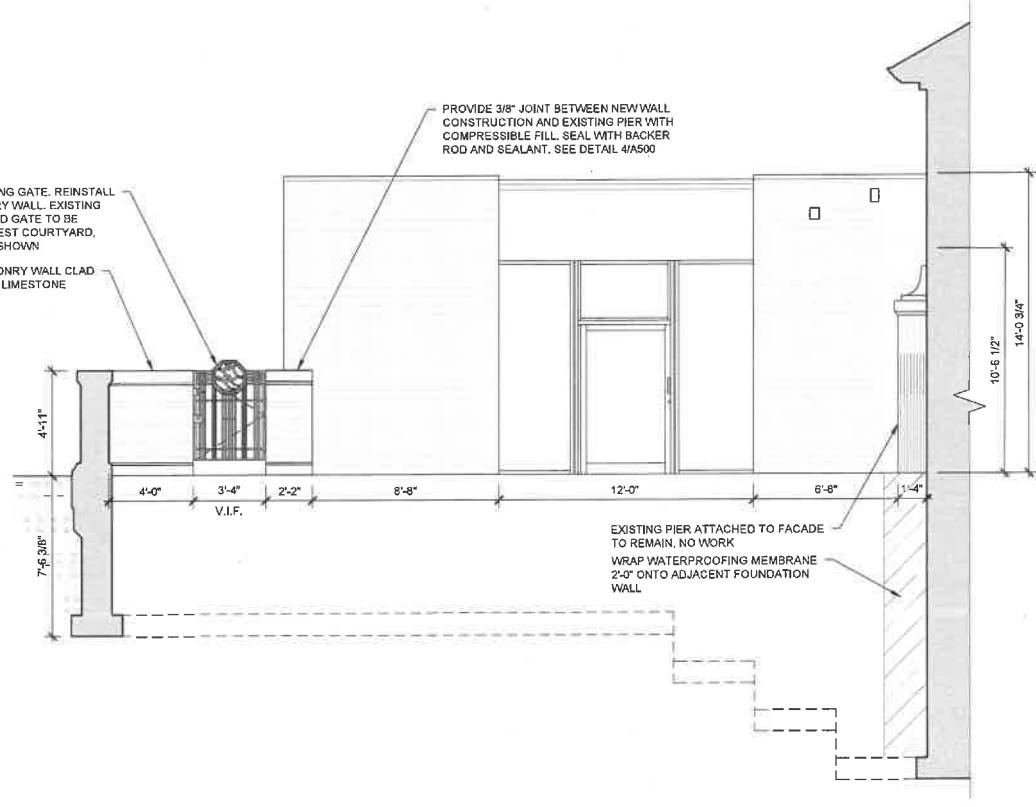 PROVIDE 3/8" JOINT BETWEEN NEW WALL
CONSTRUCTION AND EXISTING PIER WITH
COMPRESSIBLE FILL. SEAL WITH BACKER
ROD AND SEALANT. SEE DETAIL 4/A500
NG GATE. REINSTALL
RY WALL. EXISTING
D GATE TO BE
EST COURTYARD,
SHOWN
ONRY WALL CLAD
LIMESTONE
4'-11"
7'-6 3/8"
10'-6 1/2"
14'-0 3/4"
4'-0"
3'-4"
2'-2"
8'-8"
12'-0"
6'-8"
1'-4"
V.I.F.
EXISTING PIER ATTACHED TO FACADE
TO REMAIN, NO WORK
WRAP WATERPROOFING MEMBRANE
2'-0" ONTO ADJACENT FOUNDATION
WALL